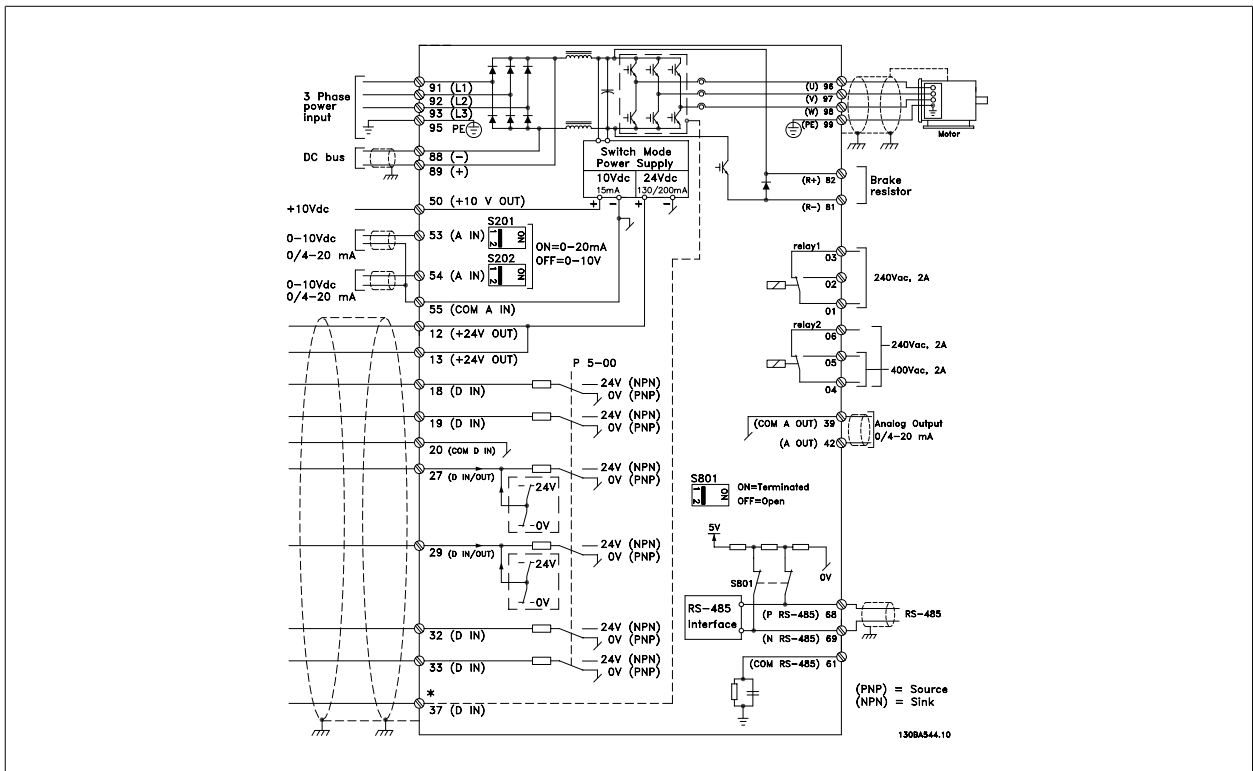 3 Phase
power
input
91 (L1)
92 (L2)
93 (L3)
95 PE
DC bus
88 (-)
89 (+)
+10Vdc
50 (+10 V OUT)
0-10Vdc
0/4-20 mA
53 (A IN)
S201
ON
1 2
ON=0-20mA
OFF=0-10V
S202
ON
1 2
0-10Vdc
0/4-20 mA
54 (A IN)
55 (COM A IN)
12 (+24V OUT)
13 (+24V OUT)
P 5-00
18 (D IN)
24V (NPN)
0V (PNP)
19 (D IN)
24V (NPN)
0V (PNP)
20 (COM D IN)
27 (D IN/OUT)
24V (NPN)
0V (PNP)
24V
0V
29 (D IN/OUT)
24V (NPN)
0V (PNP)
24V
0V
32 (D IN)
24V (NPN)
0V (PNP)
33 (D IN)
24V (NPN)
0V (PNP)
*
37 (D IN)
Switch Mode
Power Supply
10Vdc
15mA
24Vdc
130/200mA
+ - + -
(U) 96
(V) 97
(W) 98
(PE) 99
Motor
(R+) 82
(R-) 81
Brake
resistor
relay1
03
02
01
240Vac, 2A
relay2
06
05
04
240Vac, 2A
400Vac, 2A
(COM A OUT) 39
(A OUT) 42
Analog Output
0/4-20 mA
S801
ON
1 2
ON=Terminated
OFF=Open
5V
S801
0V
RS-485
Interface
(P RS-485) 68
(N RS-485) 69
RS-485
(COM RS-485) 61
(PNP) = Source
(NPN) = Sink
130BA544.10